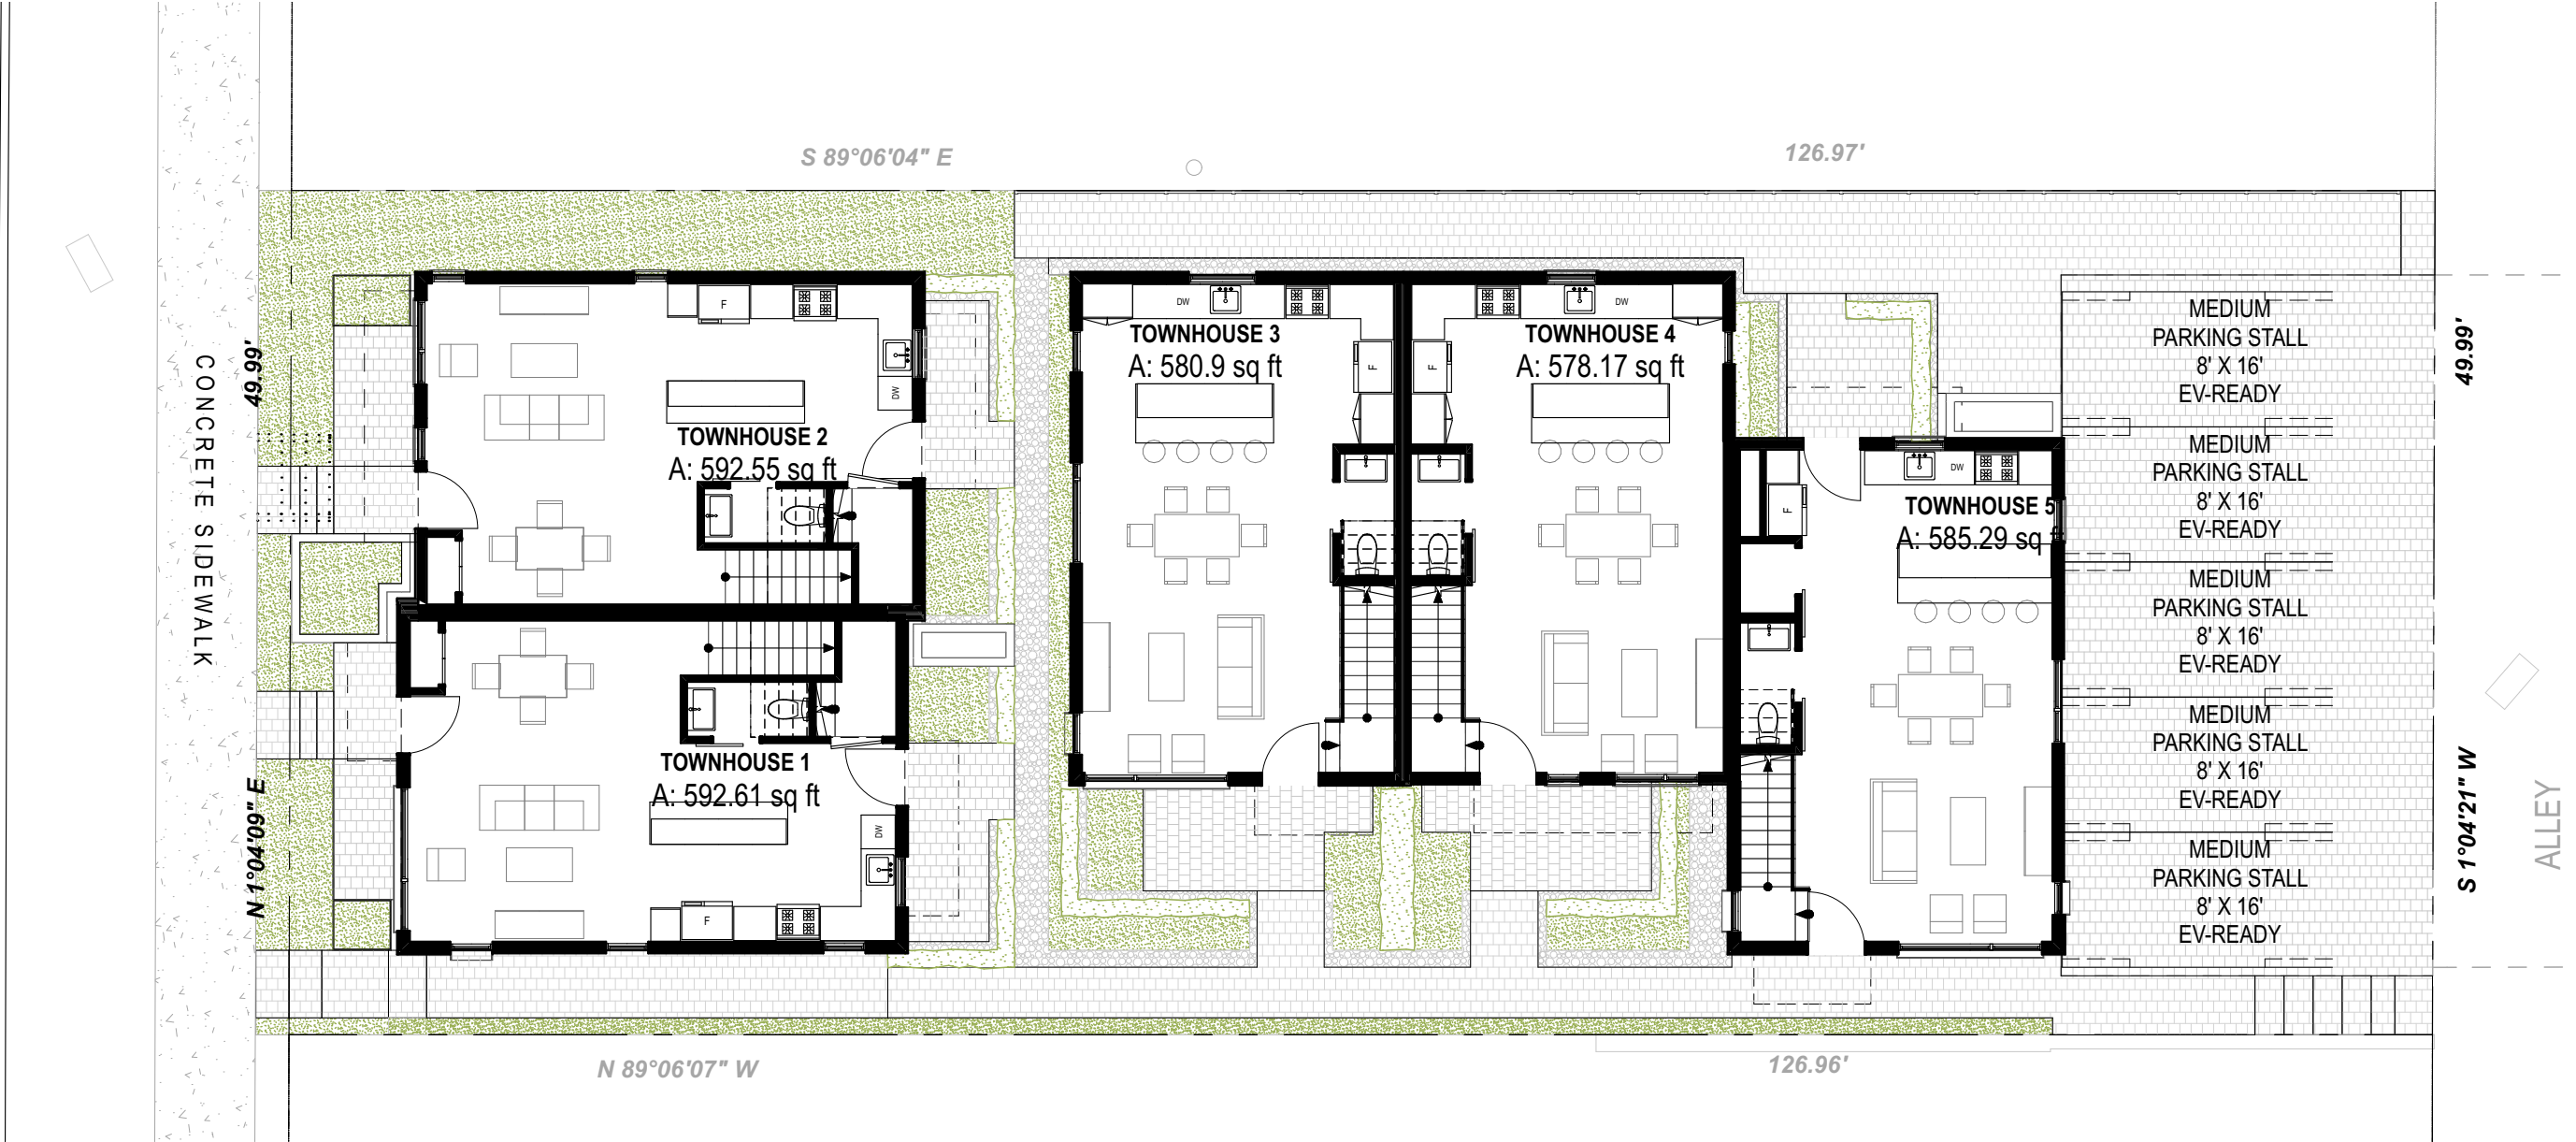 S 89°06'04" E
126.97'
CONCRETE SIDEWALK
49.99'
N 1°04'09" E
F
DW
TOWNHOUSE 2
A: 592.55 sq ft
TOWNHOUSE 1
A: 592.61 sq ft
DW
F
DW
TOWNHOUSE 3
A: 580.9 sq ft
F
DW
TOWNHOUSE 4
A: 578.17 sq ft
F
DW
F
TOWNHOUSE 5
A: 585.29 sq f
MEDIUM
PARKING STALL
8' X 16'
EV-READY
MEDIUM
PARKING STALL
8' X 16'
EV-READY
MEDIUM
PARKING STALL
8' X 16'
EV-READY
MEDIUM
PARKING STALL
8' X 16'
EV-READY
MEDIUM
PARKING STALL
8' X 16'
EV-READY
49.99'
S 1°04'21" W
ALLEY
N 89°06'07" W
126.96'